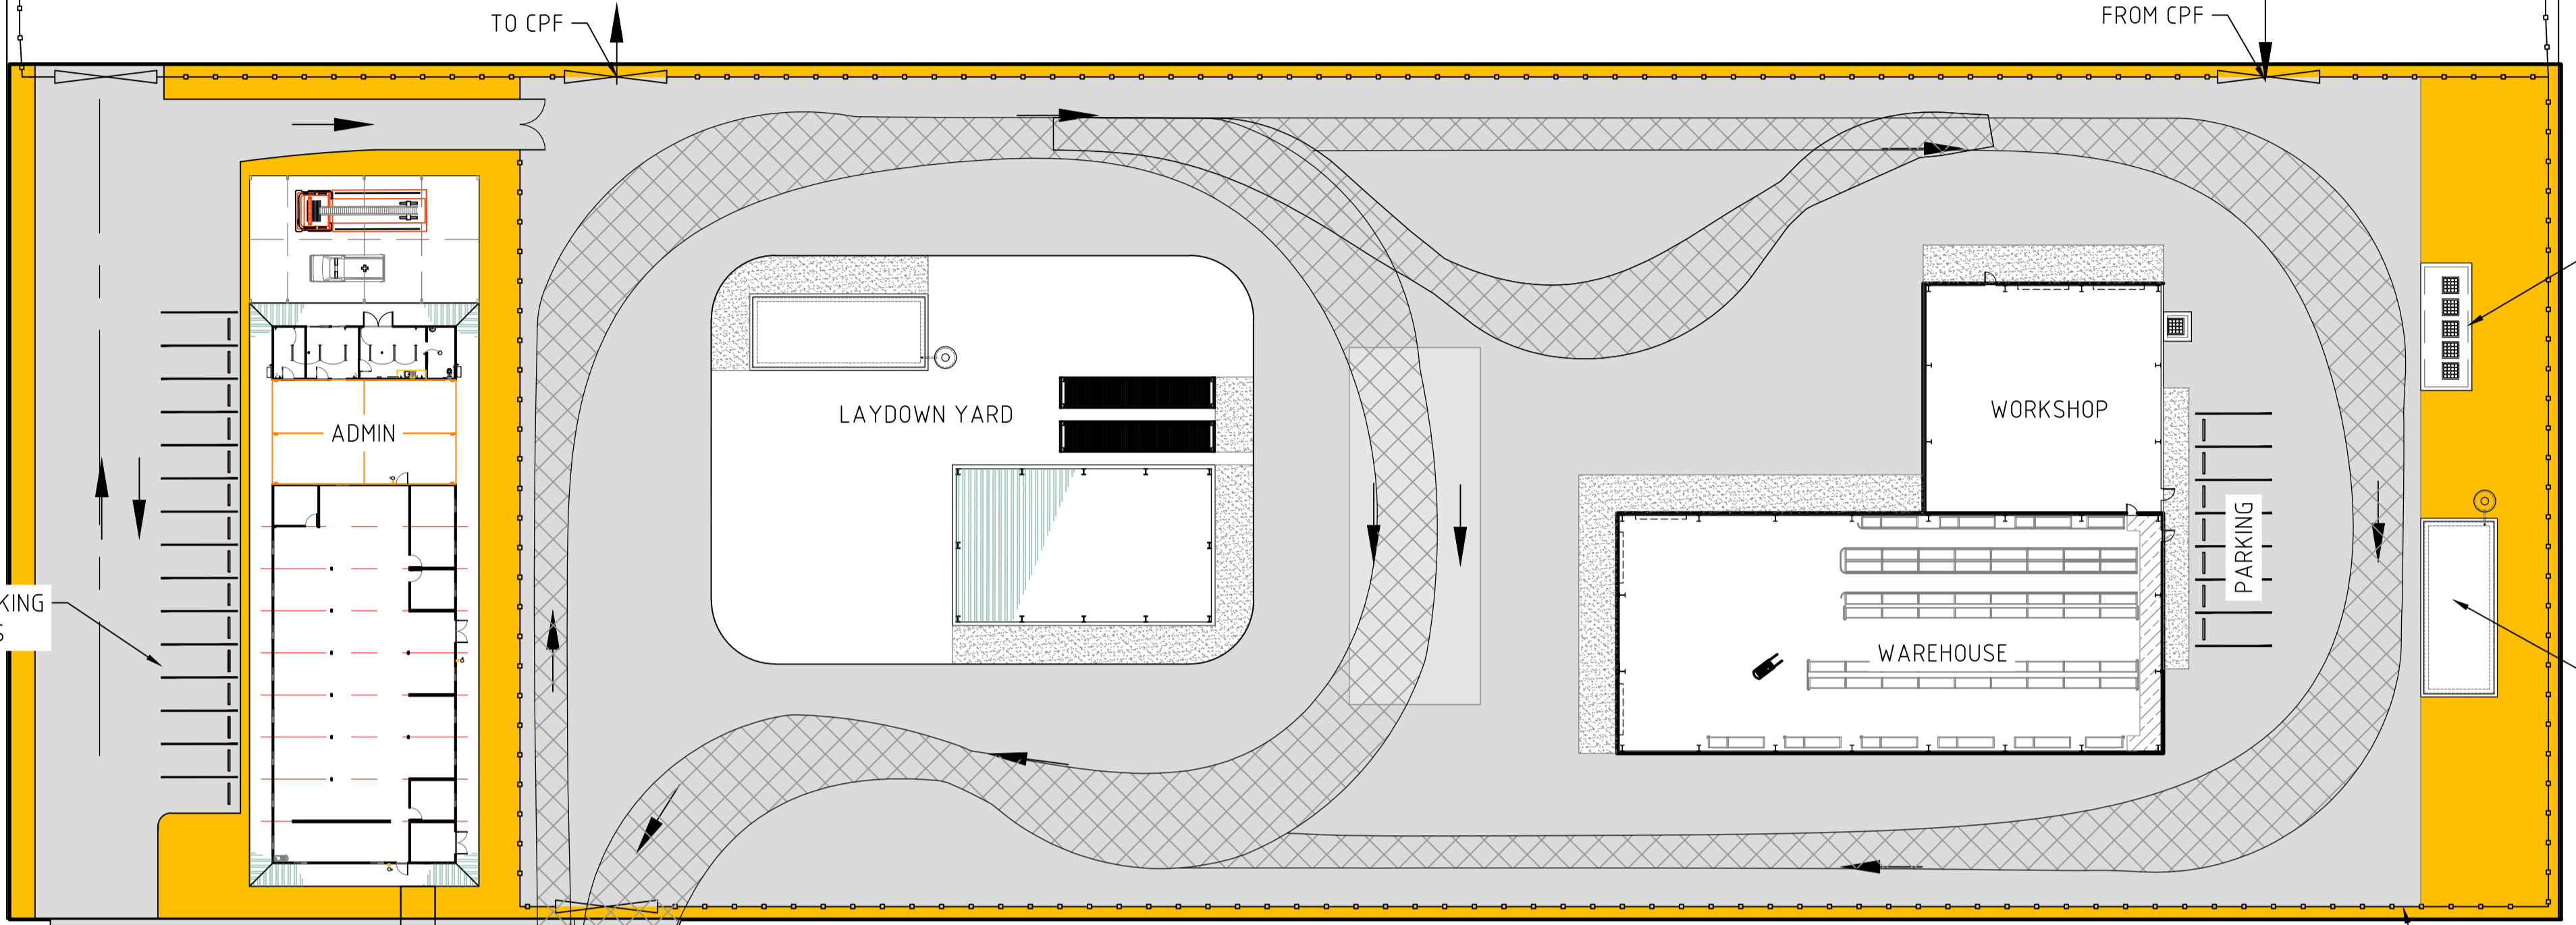 TO CPF
FROM CPF
LAYDOWN YARD
WORKSHOP
ADMIN
PARKING
KING
WAREHOUSE